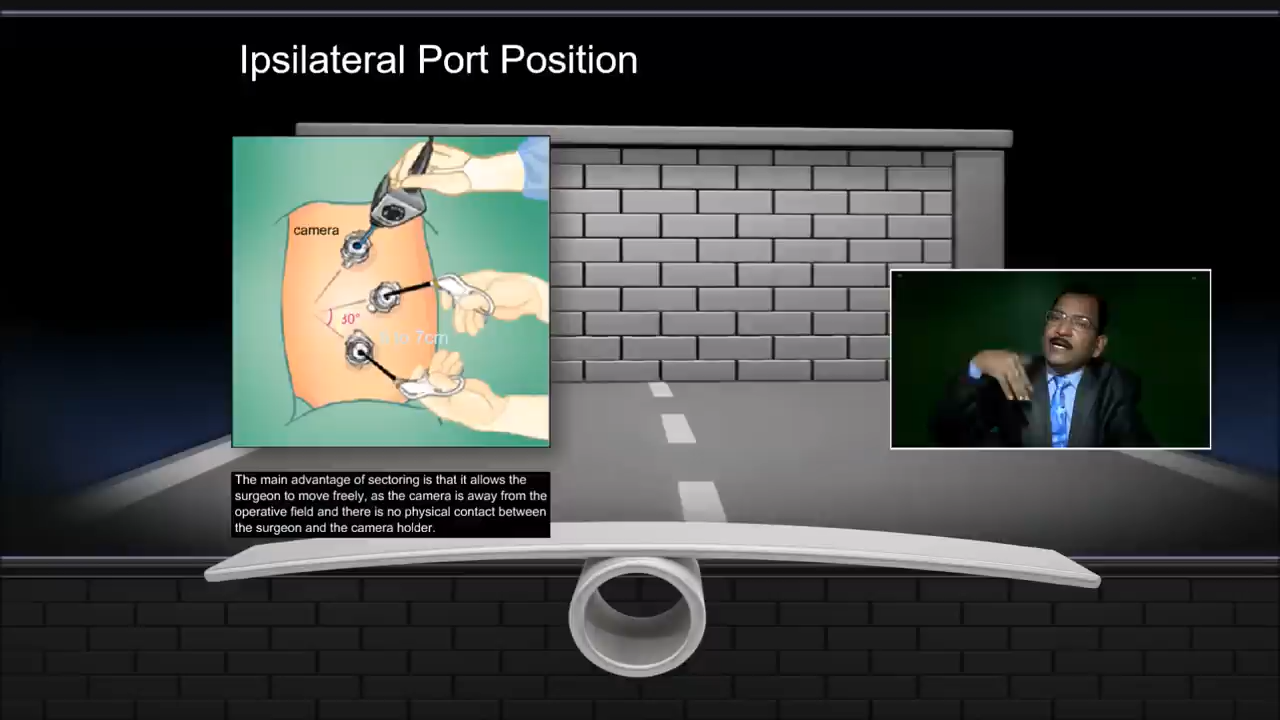 Ipsilateral Port Position
camera
30°
7cm
The main advantage of sectoring is that it allows the
surgeon to move freely, as the camera is away from the
operative field and there is no physical contact between
the surgeon and the camera holder.